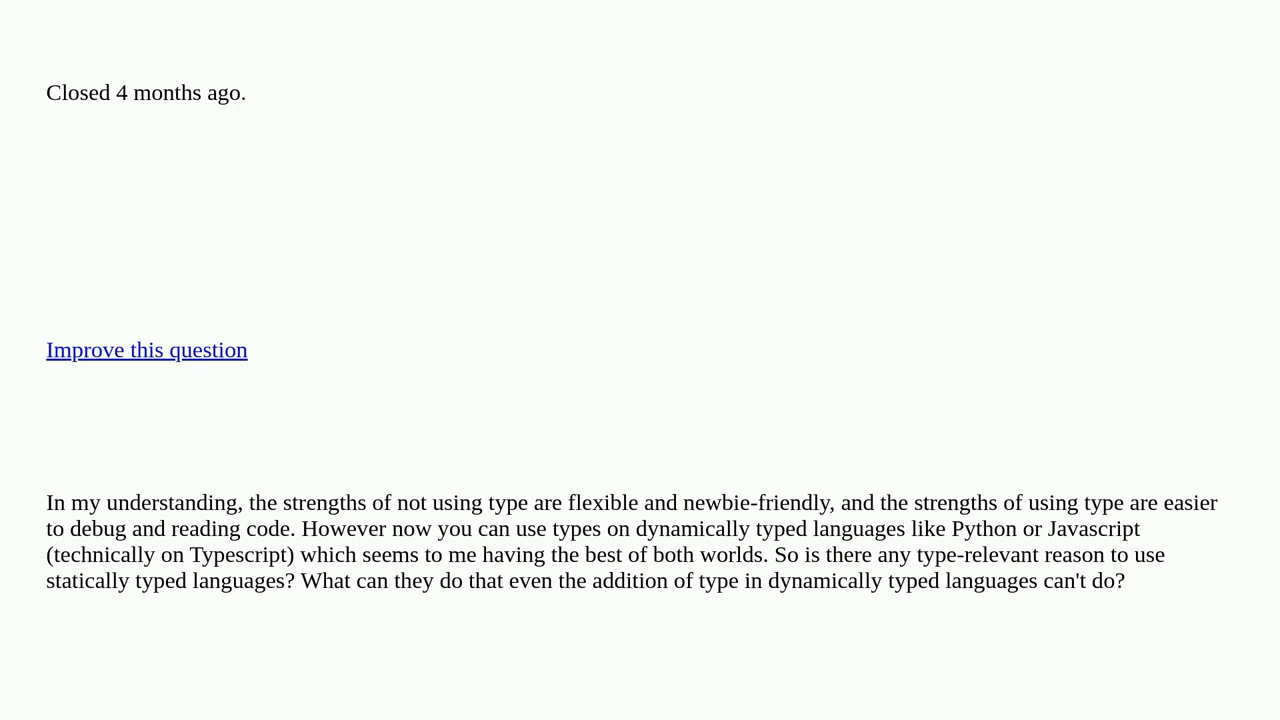 Closed 4 months ago.
Improve this question
In my understanding, the strengths of not using type are flexible and newbie-friendly, and the strengths of using type are easier
to debug and reading code. However now you can use types on dynamically typed languages like Python or Javascript
(technically on Typescript) which seems to me having the best of both worlds. So is there any type-relevant reason to use
statically typed languages? What can they do that even the addition of type in dynamically typed languages can't do?